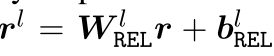 r^l = W^l_REL r + b^l_REL